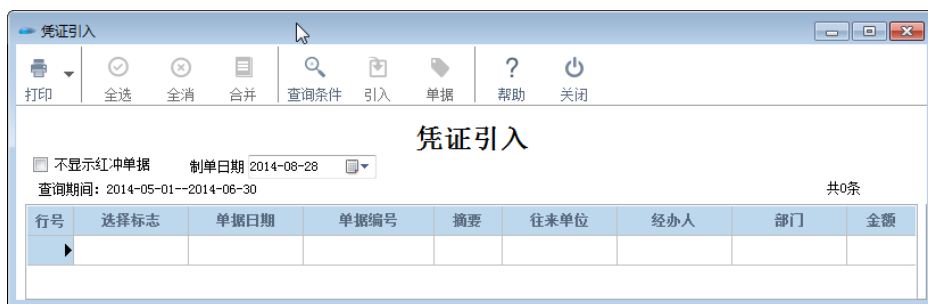 凭证引入
打印 全选 全消 合并 查询条件 引入 单据 帮助 关闭
凭证引入
不显示红冲单据 制单日期 2014-08-28
查询期间：2014-05-01--2014-06-30 共0条
行号 选择标志 单据日期 单据编号 摘要 往来单位 经办人 部门 金额